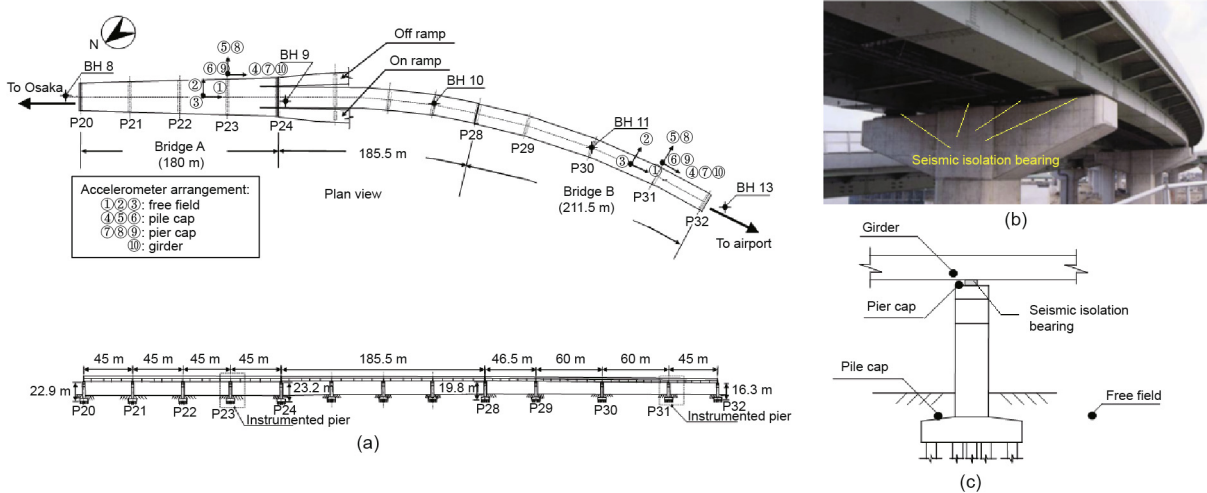 N
⑤⑧
Off ramp
BH 8
⑥⑨
④⑦⑩
BH 9
On ramp
To Osaka
②
①
③
BH 10
P20
P21
P22
P23
P24
P28
BH 11
Bridge A
(180 m)
185.5 m
P29
②
⑤⑧
③
⑥⑨
①
④⑦⑩
P30
Plan view
Bridge B
(211.5 m)
P31
BH 13
P32
To airport
Accelerometer arrangement:
①②③: free field
④⑤⑥: pile cap
⑦⑧⑨: pier cap
⑩: girder
45 m
45 m
45 m
45 m
185.5 m
46.5 m
60 m
60 m
45 m
22.9 m
23.2 m
19.8 m
16.3 m
P20
P21
P22
P23
P24
P28
P29
P30
P31
P32
Instrumented pier
Instrumented pier
(a)
Seismic isolation bearing
(b)
Girder
Pier cap
Seismic isolation
bearing
Pile cap
Free field
(c)